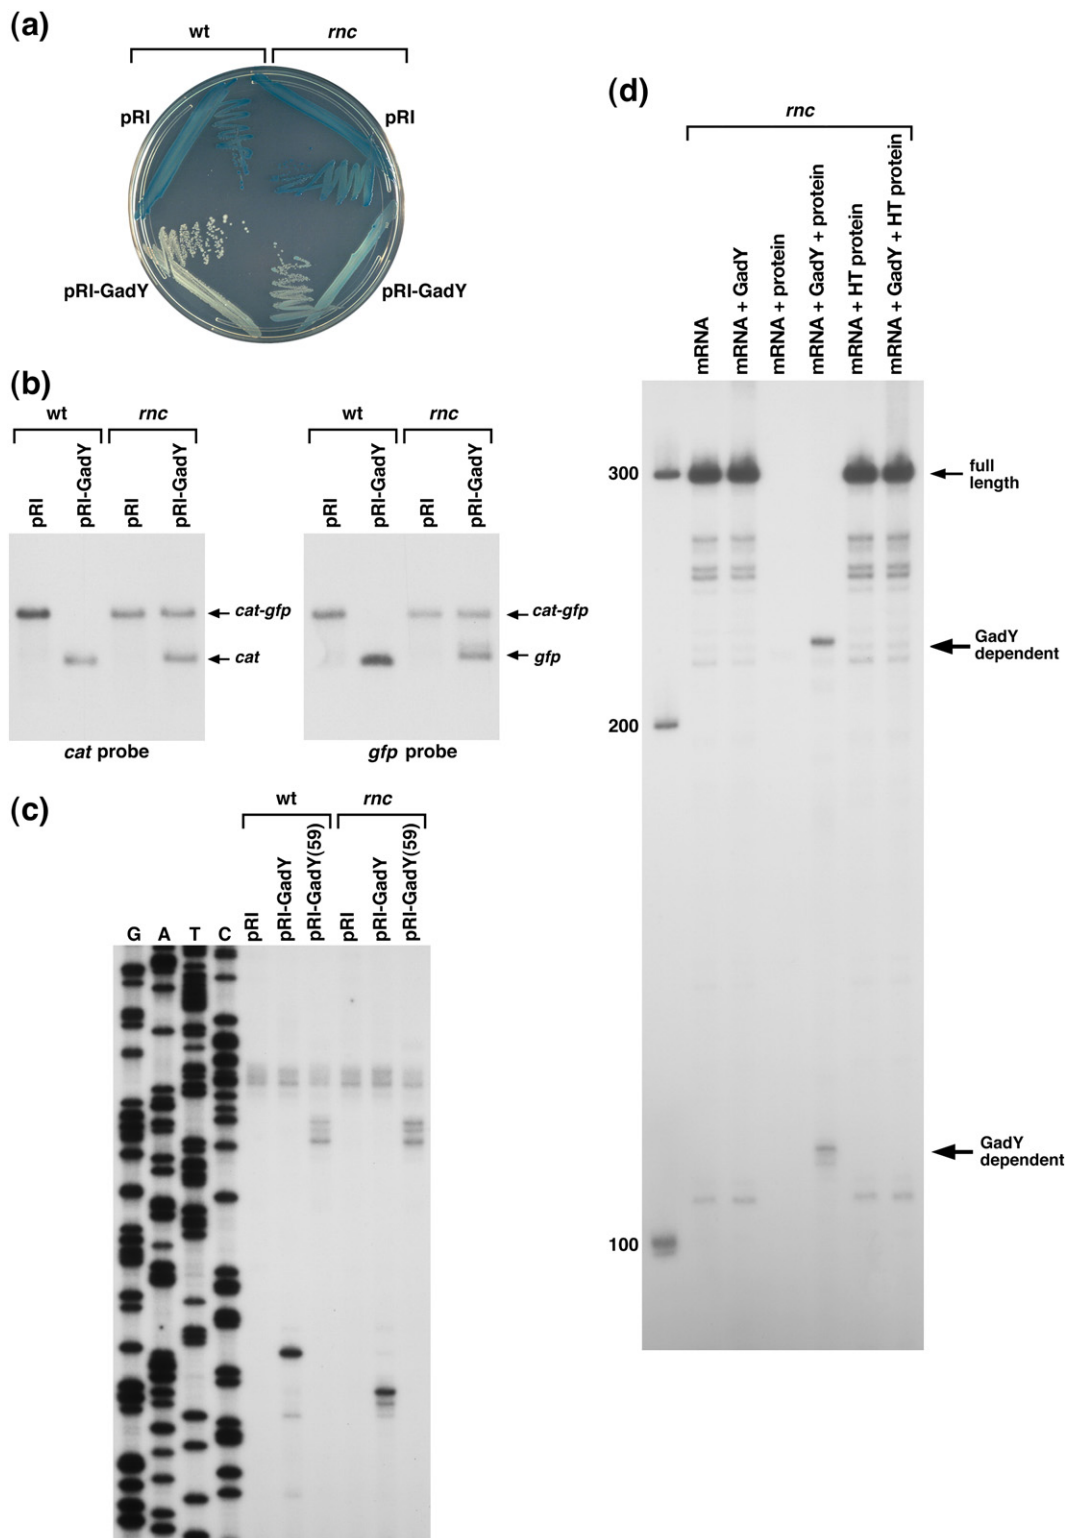 (a)
wt rnc
pRI pRI
pRI-GadY pRI-GadY
(b)
wt rnc wt rnc
pRI pRI-GadY pRI pRI-GadY pRI pRI-GadY pRI pRI-GadY
cat-gfp cat-gfp
cat gfp
cat probe gfp probe
(c)
wt rnc
G A T C pRI pRI-GadY pRI-GadY(59) pRI pRI-GadY pRI-GadY(59)
(d)
rnc
mRNA
mRNA + GadY
mRNA + protein
mRNA + GadY + protein
mRNA + HT protein
mRNA + GadY + HT protein
300 full
length
GadY
dependent
200
GadY
dependent
100